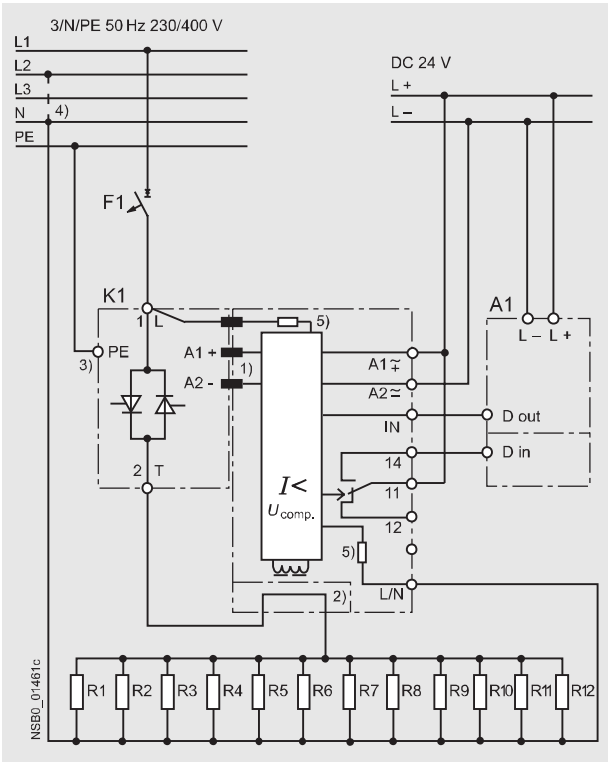 3/N/PE 50 Hz 230/400 V
L1
L2
L3
N
4)
PE
DC 24 V
L +
L –
F1
K1
1 L
5)
A1
L – L +
PE
3)
A1 +
1)
A2 -
A1 ≂
+
A2 ≂
–
IN
D out
14
D in
2 T
I<
U comp.
11
12
5)
2)
L/N
R1 R2 R3 R4 R5 R6 R7 R8 R9 R10 R11 R12
NSB0_01461c